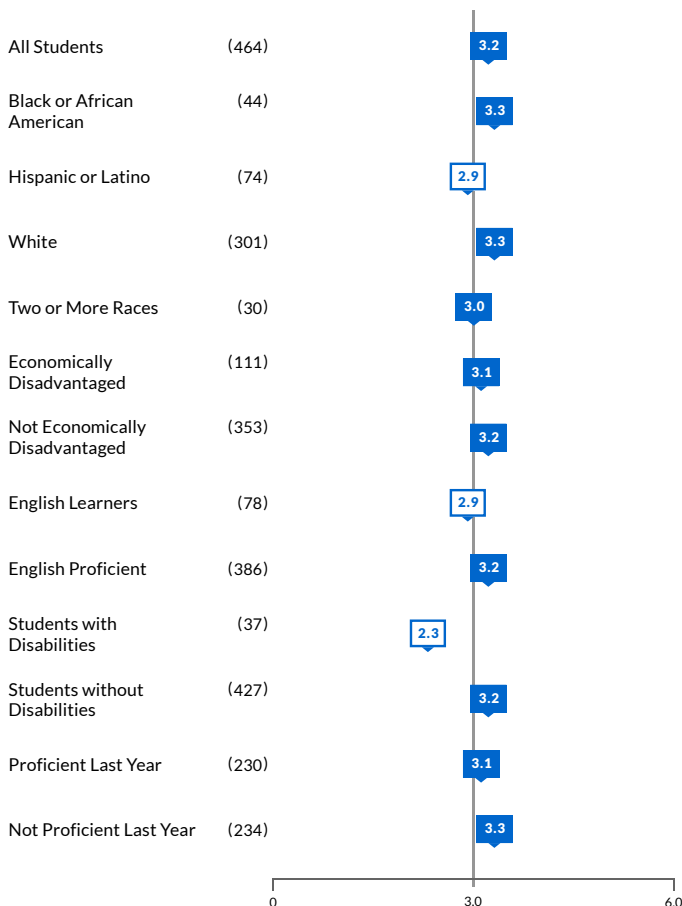 All Students (464) 3.2
Black or African (44) 3.3
American
Hispanic or Latino (74) 2.9
White (301) 3.3
Two or More Races (30) 3.0
Economically (111) 3.1
Disadvantaged
Not Economically (353) 3.2
Disadvantaged
English Learners (78) 2.9
English Proficient (386) 3.2
Students with (37) 2.3
Disabilities
Students without (427) 3.2
Disabilities
Proficient Last Year (230) 3.1
Not Proficient Last Year (234) 3.3
0 3.0 6.0